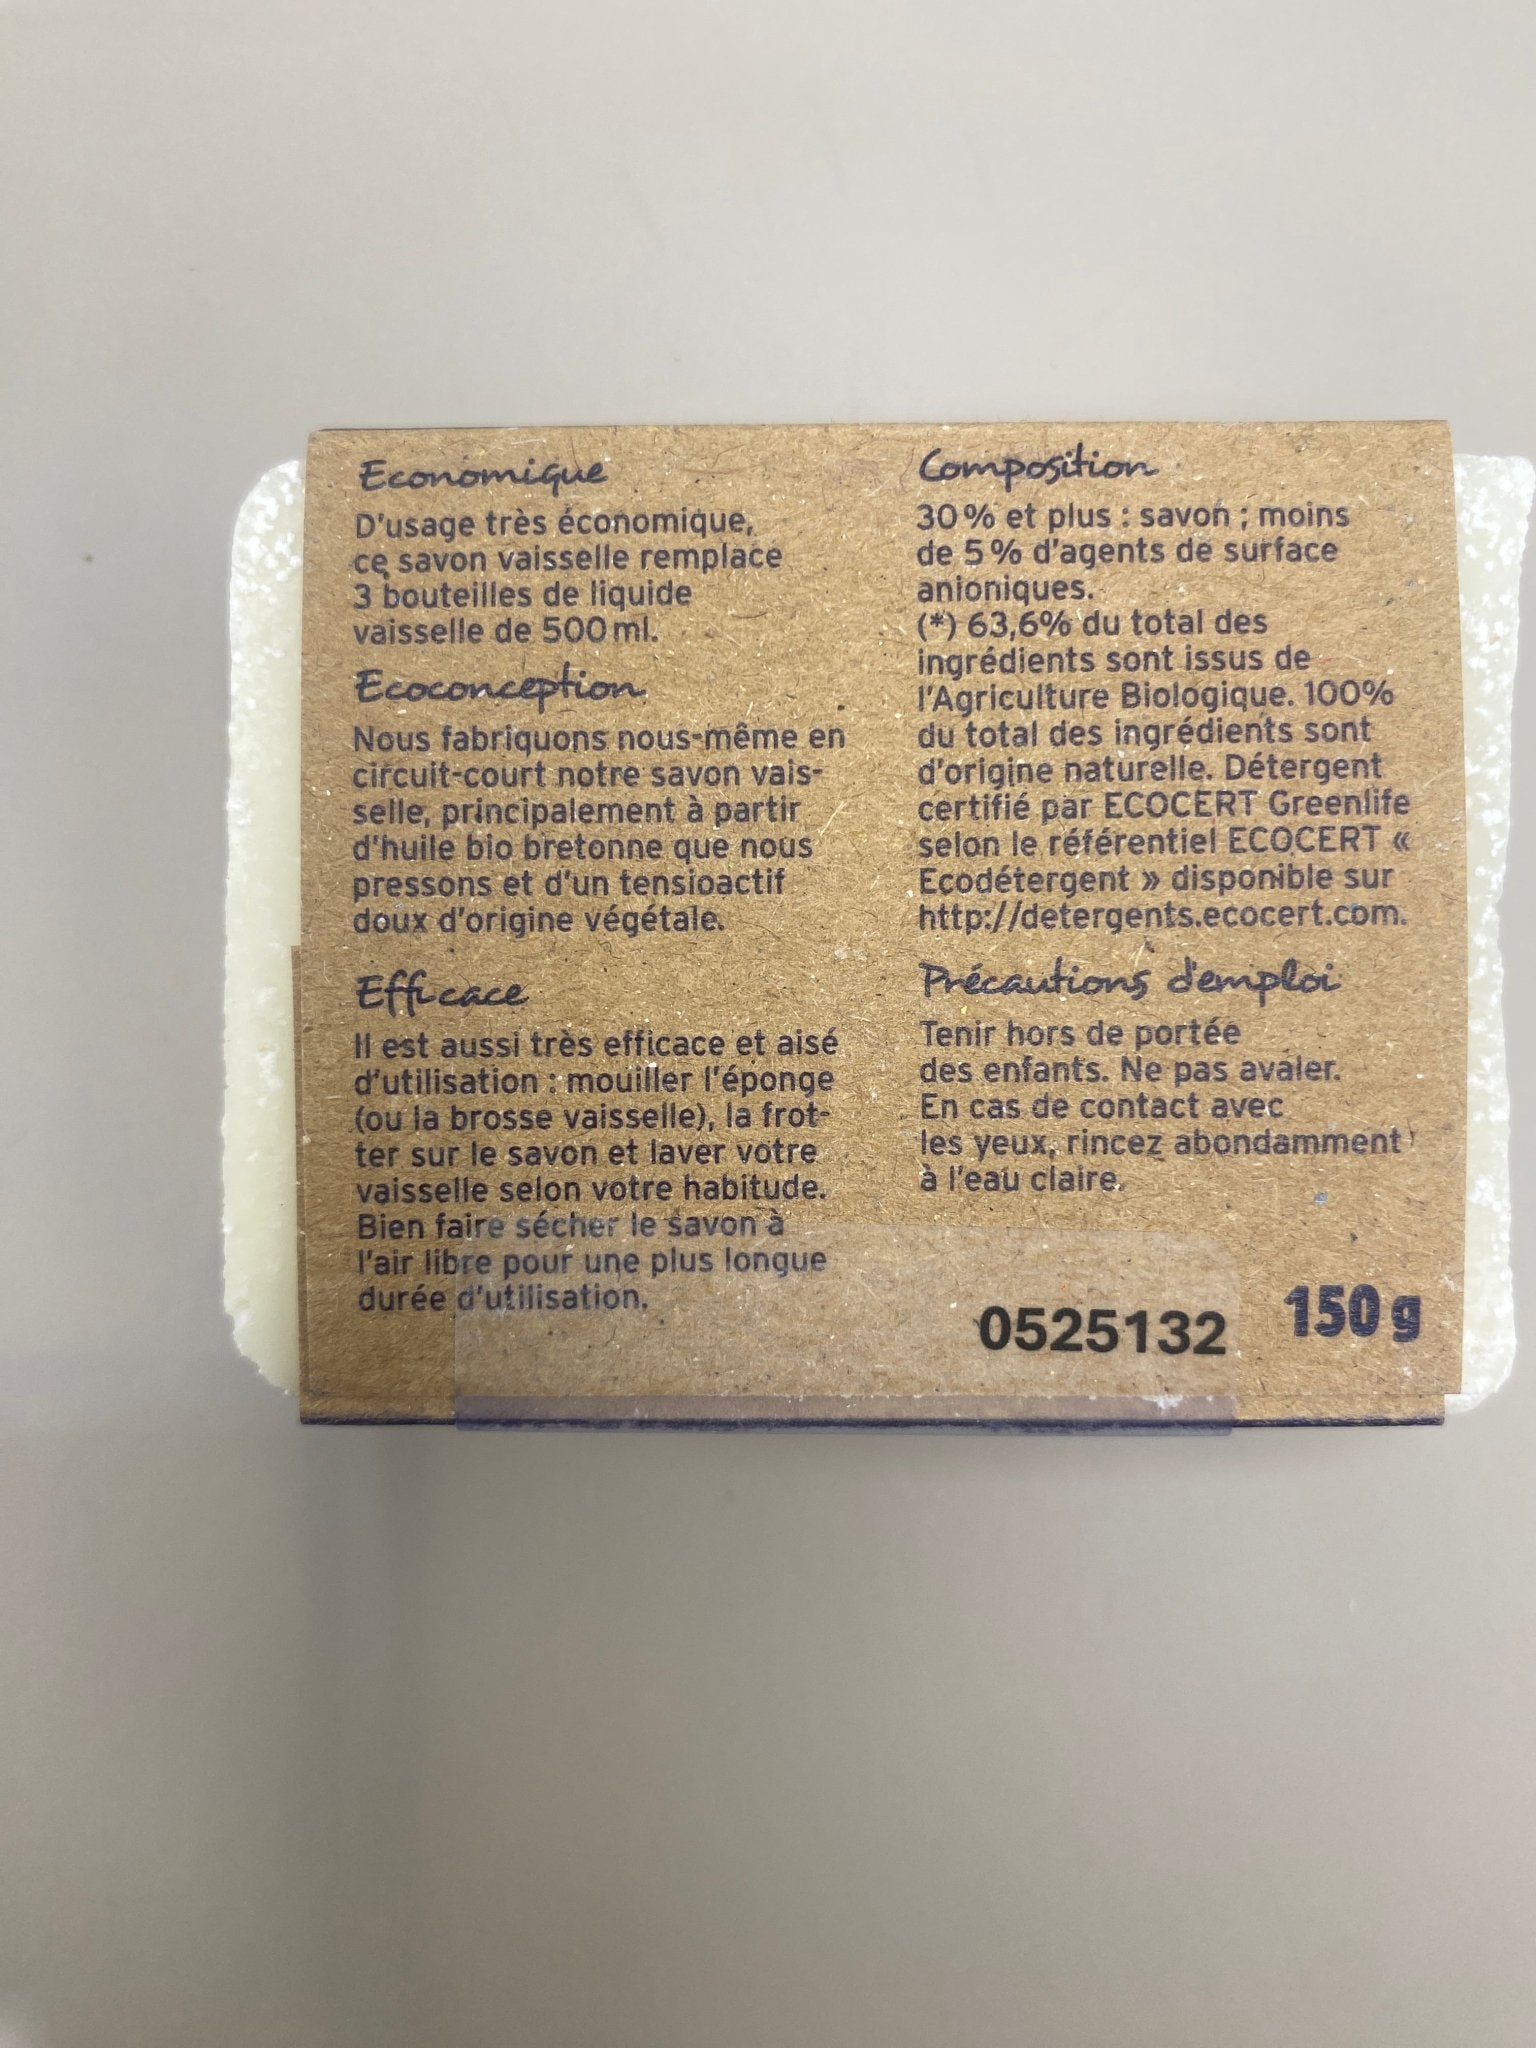 Economique
D'usage très économique,
ce savon vaisselle remplace
3 bouteilles de liquide
vaisselle de 500 ml.
Ecoconception
Nous fabriquons nous-même en
circuit-court notre savon vais-
selle, principalement à partir
d'huile bio bretonne que nous
pressons et d'un tensioactif
doux d'origine végétale.
Efficace
Il est aussi très efficace et aisé
d'utilisation : mouiller l'éponge
(ou la brosse vaisselle), la frot-
ter sur le savon et laver votre
vaisselle selon votre habitude.
Bien faire sécher le savon à
l'air libre pour une plus longue
durée d'utilisation.
Composition
30 % et plus : savon ; moins
de 5 % d'agents de surface
anioniques.
(*) 63,6% du total des
ingrédients sont issus de
l'Agriculture Biologique. 100%
du total des ingrédients sont
d'origine naturelle. Détergent
certifié par ECOCERT Greenlife
selon le référentiel ECOCERT «
Ecodétergent » disponible sur
http://detergents.ecocert.com.
Précautions d'emploi
Tenir hors de portée
des enfants. Ne pas avaler.
En cas de contact avec
les yeux, rincez abondamment
à l'eau claire.
0525132
150 g